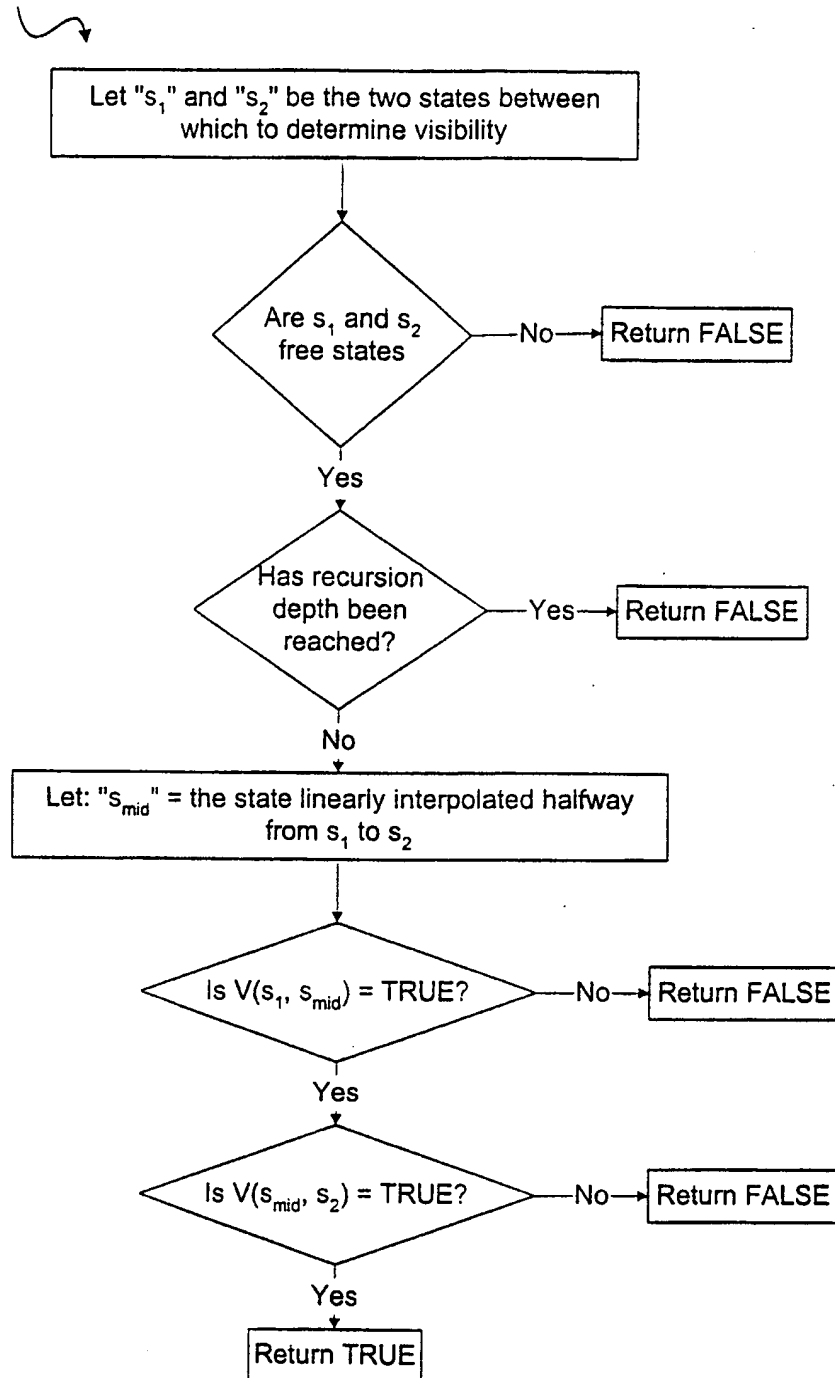 Let "s₁" and "s₂" be the two states between
which to determine visibility
Are s₁ and s₂
free states
No
Return FALSE
Yes
Has recursion
depth been
reached?
Yes
Return FALSE
No
Let: "s_mid" = the state linearly interpolated halfway
from s₁ to s₂
Is V(s₁, s_mid) = TRUE?
No
Return FALSE
Yes
Is V(s_mid, s₂) = TRUE?
No
Return FALSE
Yes
Return TRUE